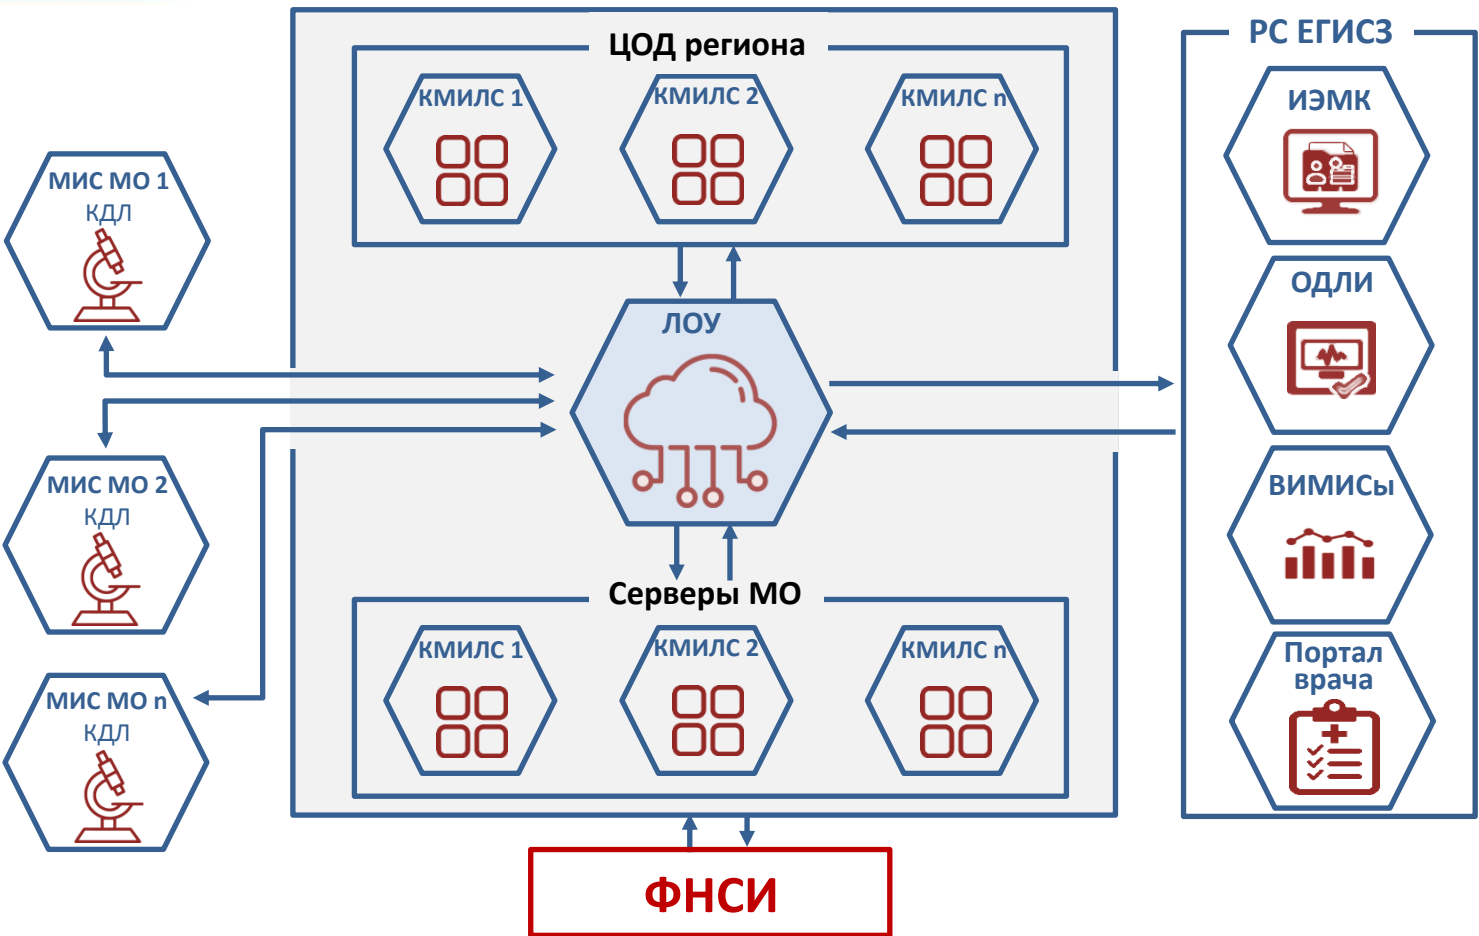 ЦОД региона
КМИЛС 1
КМИЛС 2
КМИЛС n
МИС МО 1
КДЛ
МИС МО 2
КДЛ
МИС МО n
КДЛ
ЛОУ
Серверы МО
КМИЛС 1
КМИЛС 2
КМИЛС n
ФНСИ
РС ЕГИСЗ
ИЭМК
ОДЛИ
ВИМИСы
Портал
врача